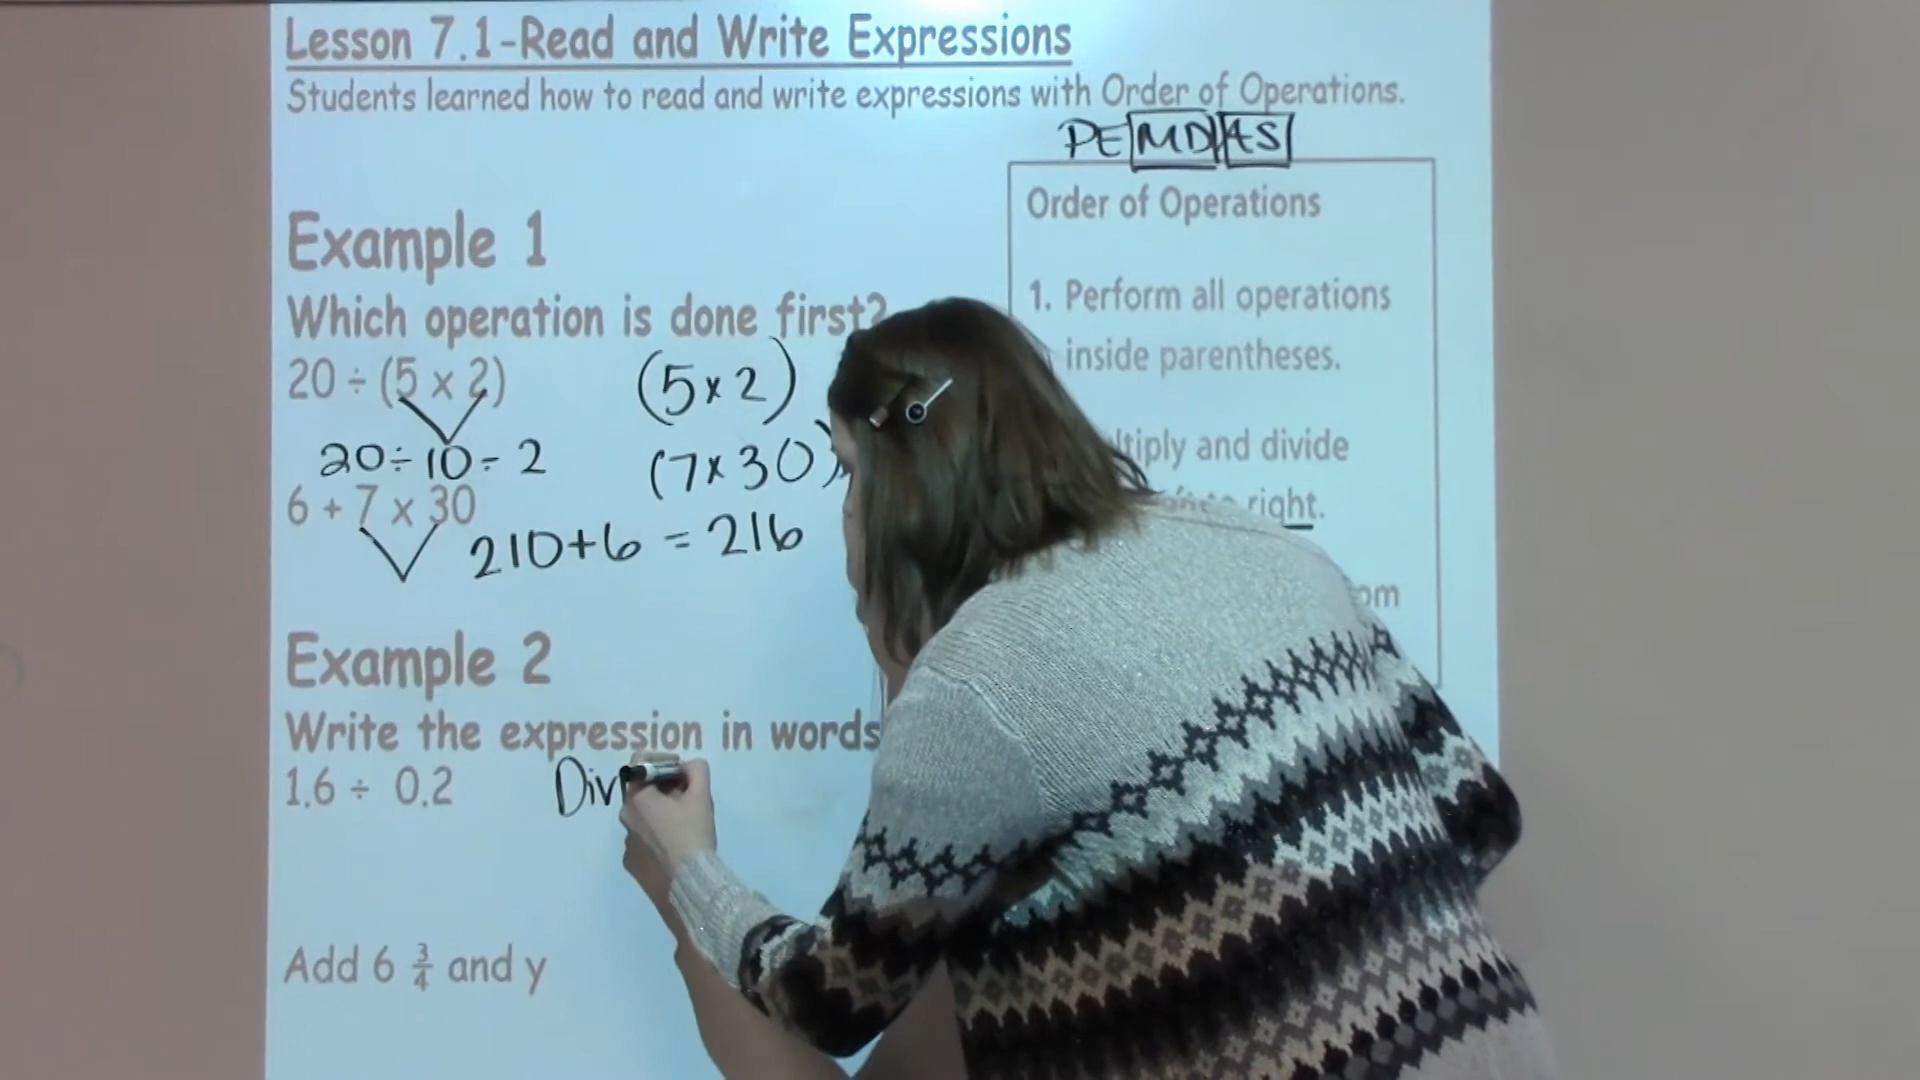 Lesson 7.1-Read and Write Expressions
Students learned how to read and write expressions with Order of Operations.
PEMDAS
Example 1
Which operation is done first?
20 ÷ (5 x 2)
(5x2)
20÷10= 2
(7x30)
6 + 7 x 30
210+6 = 216
Example 2
Write the expression in words
1.6 ÷ 0.2
Div
Add 6 3/4 and y
Order of Operations
1. Perform all operations
inside parentheses.
and divide
right.